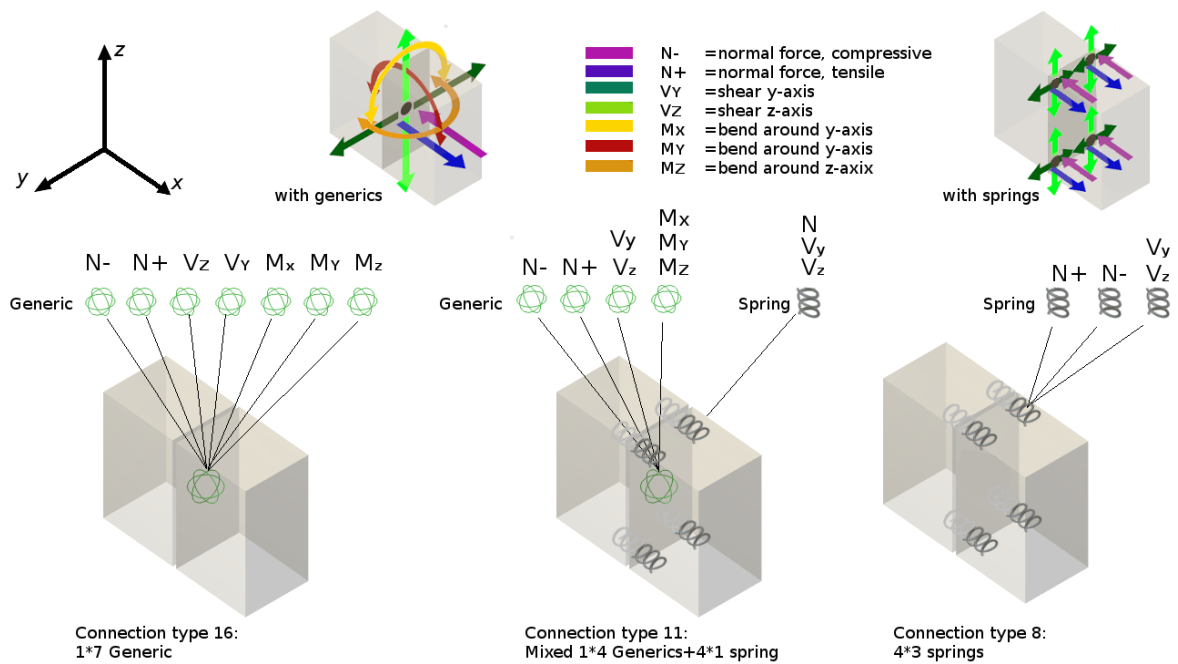 z
y
x
with generics
N- =normal force, compressive
N+ =normal force, tensile
VY =shear y-axis
VZ =shear z-axis
Mx =bend around y-axis
MY =bend around y-axis
MZ =bend around z-axix
with springs
N- N+ VZ VY Mx MY Mz
Generic
Mx
Vy MY
N- N+ Vz MZ
Generic
N
Vy
Vz
Spring
Vy
N+ N- Vz
Spring
Connection type 16:
1*7 Generic
Connection type 11:
Mixed 1*4 Generics+4*1 spring
Connection type 8:
4*3 springs